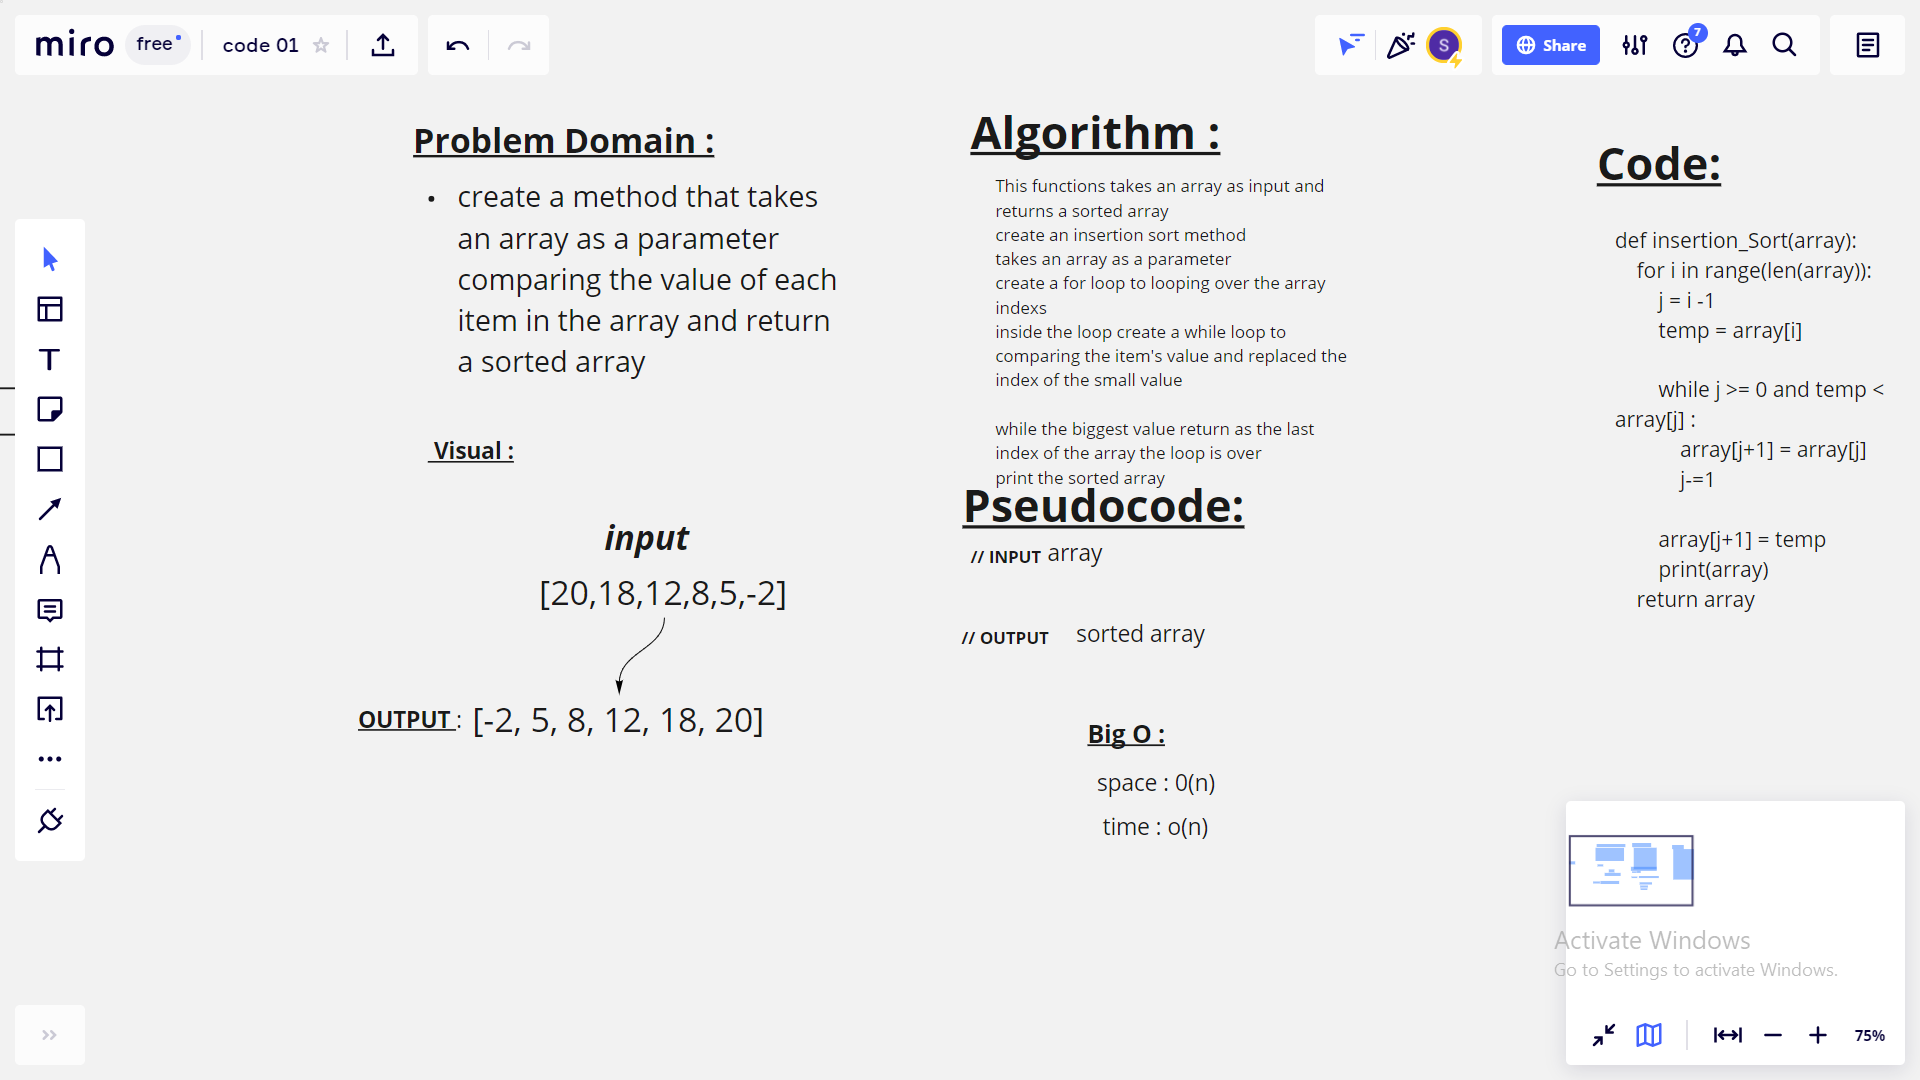 miro free code 01
S Share 7
Problem Domain :
• create a method that takes
an array as a parameter
comparing the value of each
item in the array and return
a sorted array
Visual :
input
[20,18,12,8,5,-2]
OUTPUT : [-2, 5, 8, 12, 18, 20]
Algorithm :
This functions takes an array as input and
returns a sorted array
create an insertion sort method
takes an array as a parameter
create a for loop to looping over the array
indexs
inside the loop create a while loop to
comparing the item's value and replaced the
index of the small value
while the biggest value return as the last
index of the array the loop is over
print the sorted array
Pseudocode:
// INPUT array
// OUTPUT sorted array
Big O :
space : 0(n)
time : o(n)
Code:
def insertion_Sort(array):
for i in range(len(array)):
j = i -1
temp = array[i]
while j >= 0 and temp <
array[j] :
array[j+1] = array[j]
j-=1
array[j+1] = temp
print(array)
return array
Activate Windows
Go to Settings to activate Windows.
75%